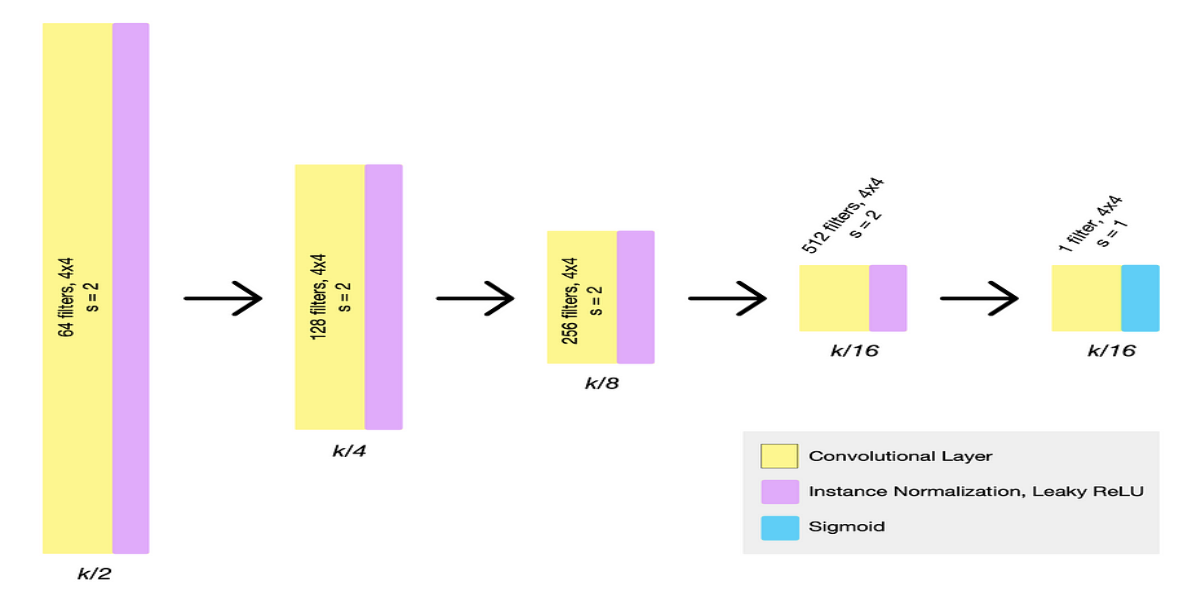 64 filters, 4x4
s = 2
k/2
128 filters, 4x4
s = 2
k/4
256 filters, 4x4
s = 2
k/8
512 filters, 4x4
s = 2
k/16
1 filter, 4x4
s = 1
k/16
Convolutional Layer
Instance Normalization, Leaky ReLU
Sigmoid